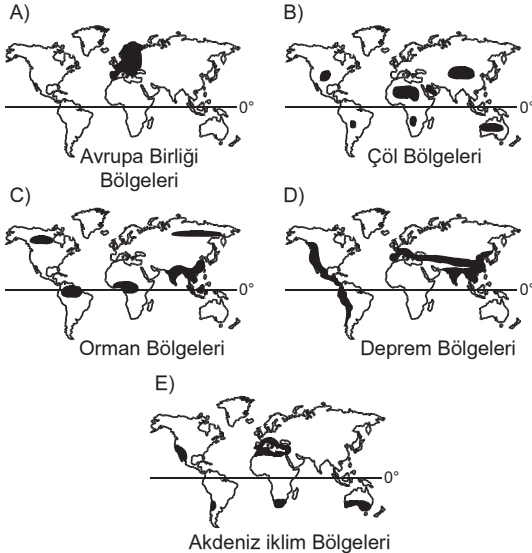 A)
0°
Avrupa Birliği
Bölgeleri
B)
0°
Çöl Bölgeleri
C)
0°
Orman Bölgeleri
D)
0°
Deprem Bölgeleri
E)
0°
Akdeniz iklim Bölgeleri